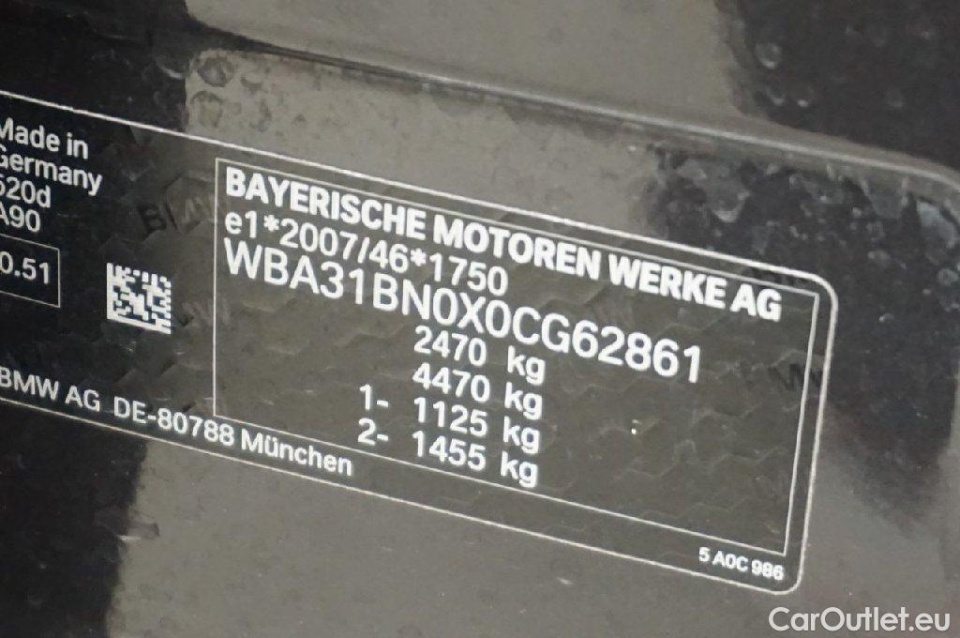 Made in
Germany
520d
A90
0.51
BMW AG DE-80788 München
BAYERISCHE MOTOREN WERKE AG
e1*2007/46*1750
WBA31BN0X0CG62861
2470 kg
4470 kg
1- 1125 kg
2- 1455 kg
5 A0C 986
CarOutlet.eu